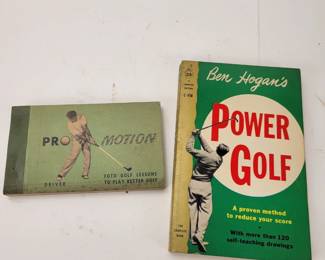 PRO MOTION
FOTO GOLF LESSONS
DRIVER TO PLAY BETTER GOLF
Ben Hogan's
POWER
GOLF
A proven method
to reduce your score
With more than 120
self-teaching drawings